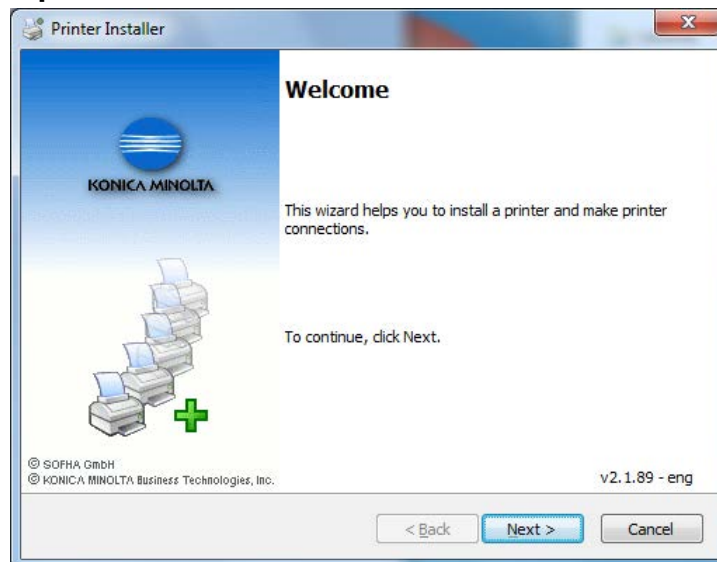 Printer Installer
Welcome
KONICA MINOLTA
This wizard helps you to install a printer and make printer
connections.
To continue, click Next.
© SOFHA GmbH
© KONICA MINOLTA Business Technologies, Inc.
v2.1.89 - eng
< Back
Next >
Cancel